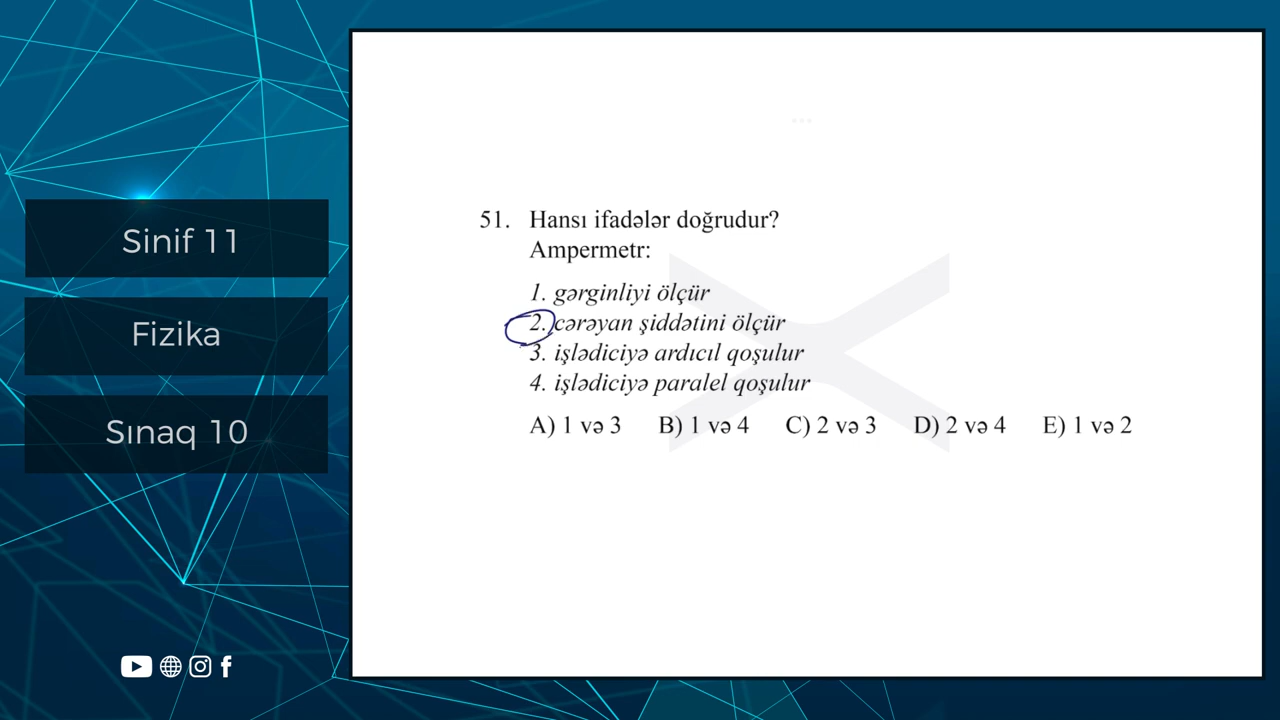 Sinif 11
Fizika
Sınaq 10
51. Hansı ifadələr doğrudur?
Ampermetr:
1. gərginliyi ölçür
2. cərəyan şiddətini ölçür
3. işlədiciyə ardıcıl qoşulur
4. işlədiciyə paralel qoşulur
A) 1 və 3 B) 1 və 4 C) 2 və 3 D) 2 və 4 E) 1 və 2